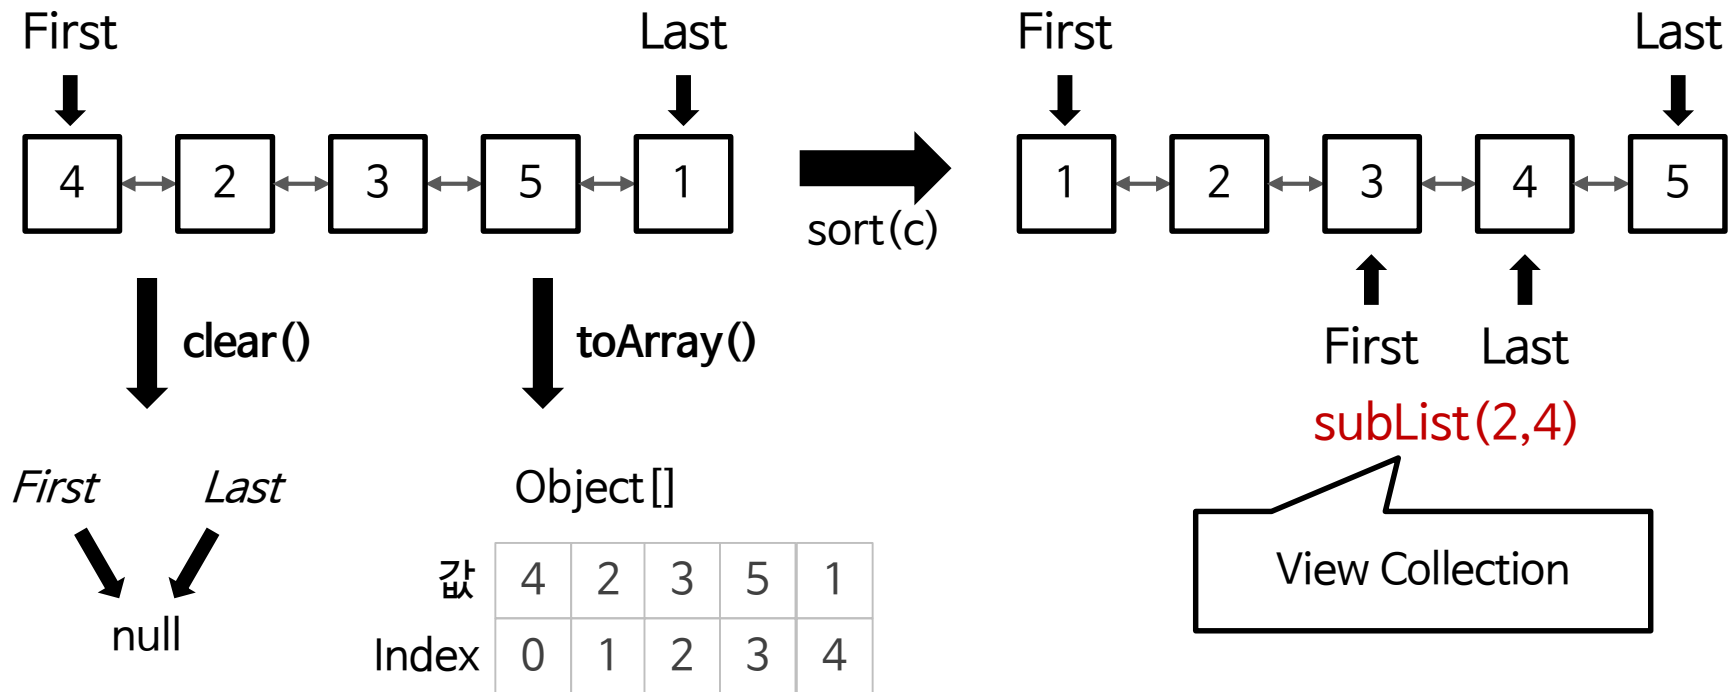 First Last First Last
4 2 3 5 1 1 2 3 4 5
sort(c)
clear() toArray() First Last
subList(2,4)
First Last Object[]
View Collection
값 4 2 3 5 1
null
Index 0 1 2 3 4